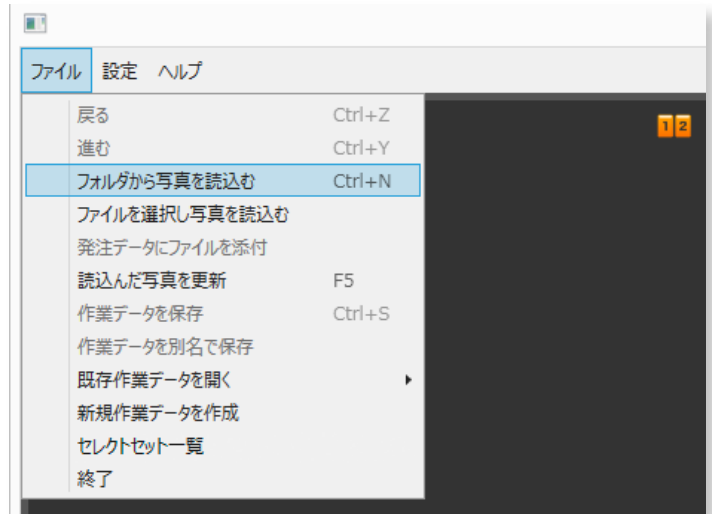 ファイル 設定 ヘルプ
戻る Ctrl+Z
進む Ctrl+Y
フォルダから写真を読込む Ctrl+N
ファイルを選択し写真を読込む
発注データにファイルを添付
読込んだ写真を更新 F5
作業データを保存 Ctrl+S
作業データを別名で保存
既存作業データを開く
新規作業データを作成
セレクトセット一覧
終了
1 2